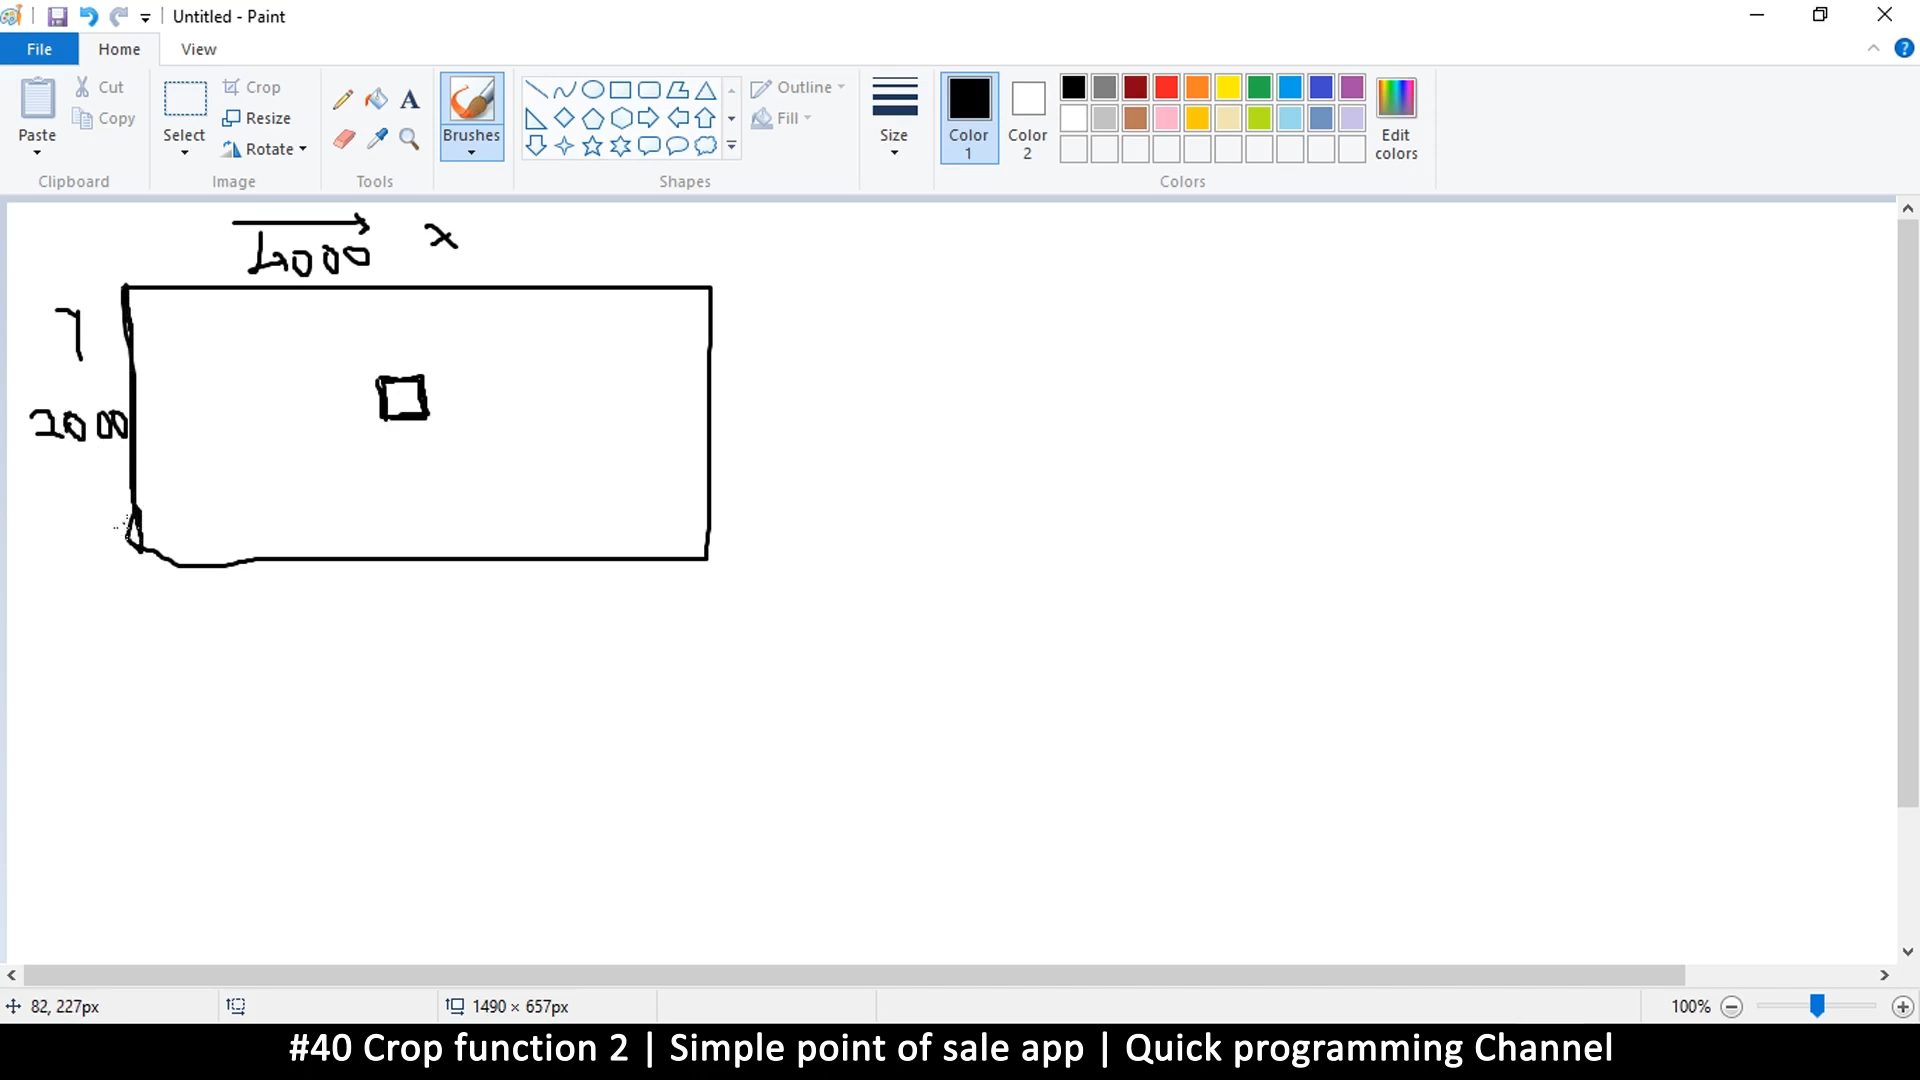 Untitled - Paint
File Home View
Paste
Cut
Copy
Clipboard
Select
Crop
Resize
Rotate
Image
Tools
Brushes
Shapes
Outline
Fill
Size
Color 1
Color 2
Edit colors
Colors
4000 x
y
2000
82, 227px
1490 × 657px
100%
#40 Crop function 2 | Simple point of sale app | Quick programming Channel